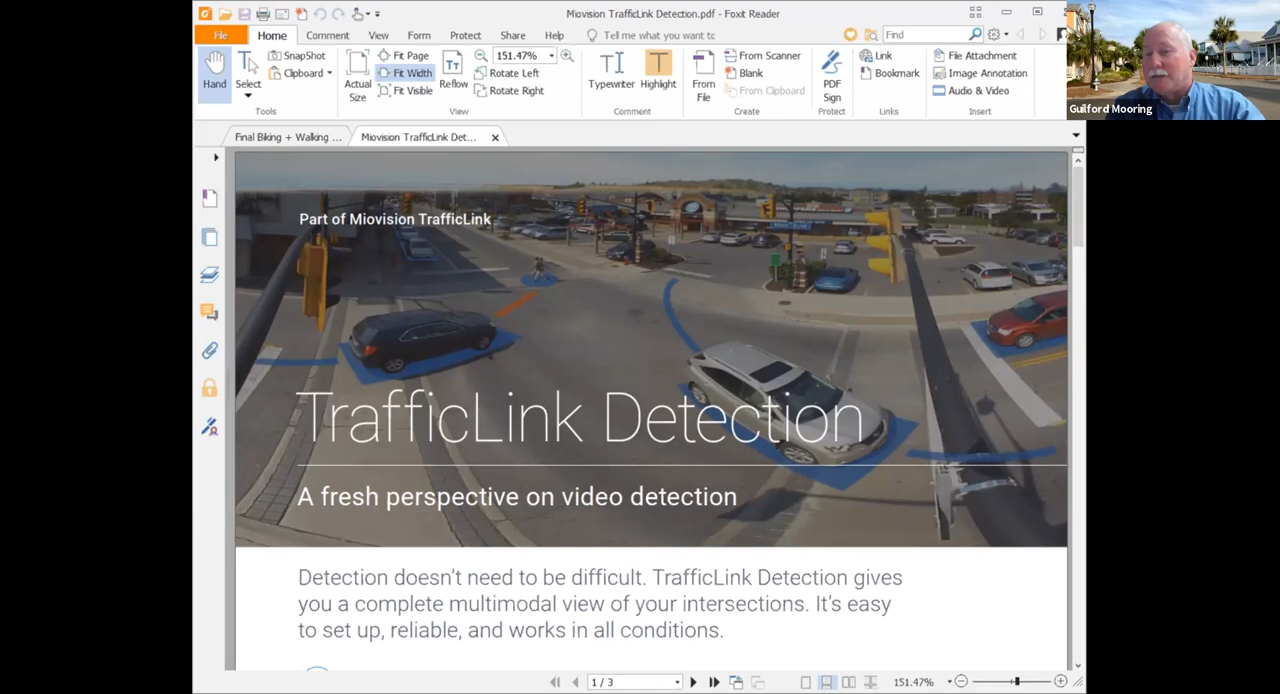 Miovision TrafficLink Detection.pdf - Foxit Reader
File Home Comment View Form Protect Share Help Tell me what you want to Find
Hand
Select
SnapShot
Clipboard
Tools
Actual
Size
Fit Page
Fit Width
Fit Visible
Reflow
151.47%
Rotate Left
Rotate Right
View
Typewriter
Highlight
Comment
From
File
From Scanner
Blank
From Clipboard
Create
PDF
Sign
Protect
Link
Bookmark
Links
File Attachment
Image Annotation
Audio & Video
Insert
Guilford Mooring
Final Biking + Walking ... Miovision TrafficLink Det...
Part of Miovision TrafficLink
TrafficLink Detection
A fresh perspective on video detection
Detection doesn't need to be difficult. TrafficLink Detection gives
you a complete multimodal view of your intersections. It's easy
to set up, reliable, and works in all conditions.
1 / 3 151.47%